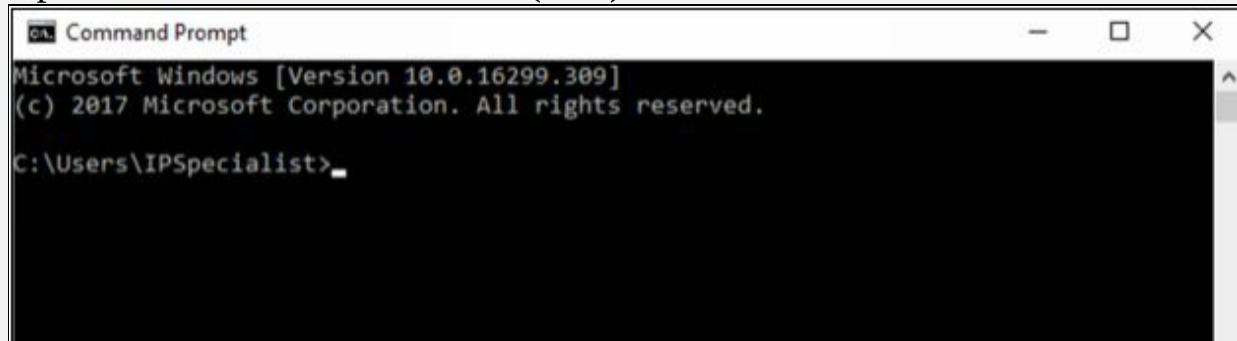 Command Prompt
Microsoft Windows [Version 10.0.16299.309]
(c) 2017 Microsoft Corporation. All rights reserved.
C:\Users\IPSpecialist>